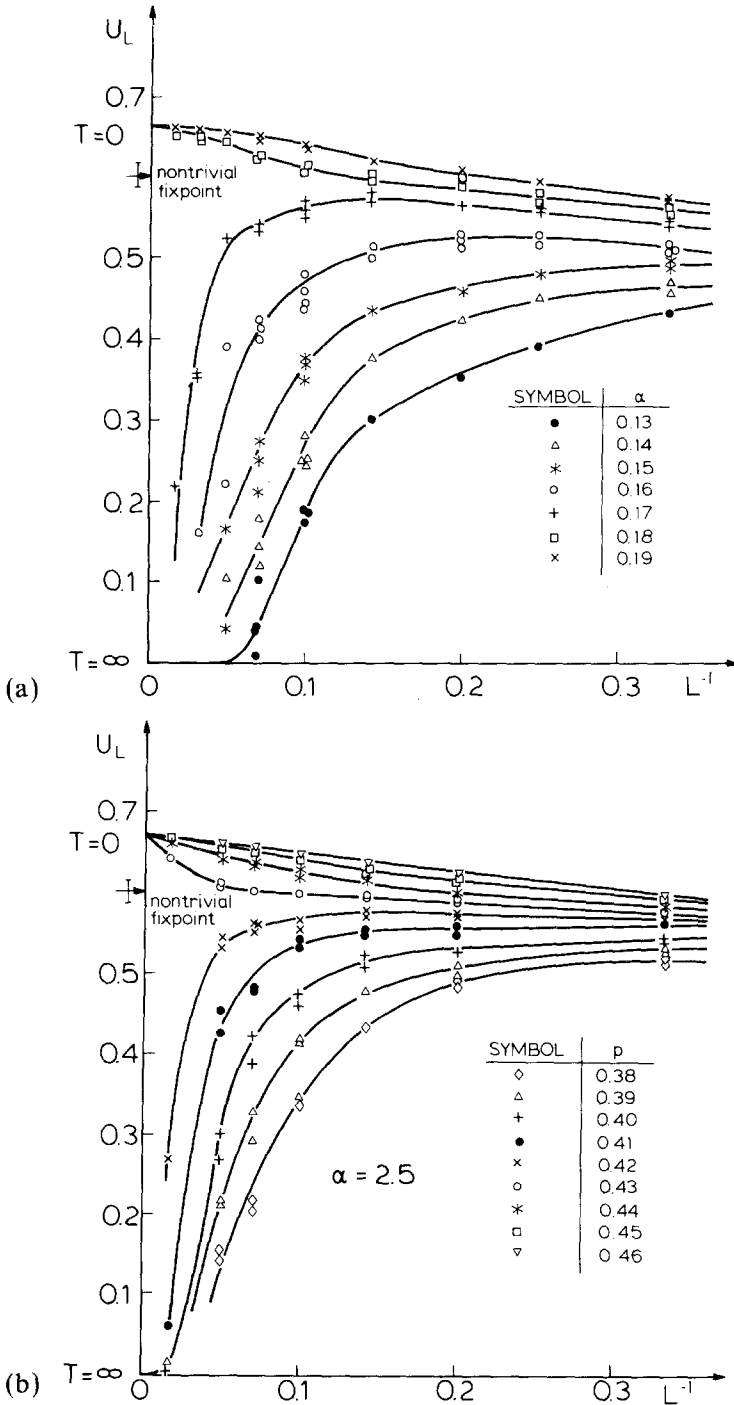 U_L
0.7
T=0
nontrivial
fixpoint
0.5
0.4
0.3
0.2
0.1
T=∞
0
0.1
0.2
0.3
L⁻¹
SYMBOL α
● 0.13
△ 0.14
✳ 0.15
○ 0.16
+ 0.17
□ 0.18
× 0.19
(a)
U_L
0.7
T=0
nontrivial
fixpoint
0.5
0.4
0.3
0.2
0.1
T=∞
0
0.1
0.2
0.3
L⁻¹
α = 2.5
SYMBOL p
◇ 0.38
△ 0.39
+ 0.40
● 0.41
× 0.42
○ 0.43
✳ 0.44
□ 0.45
▽ 0.46
(b)